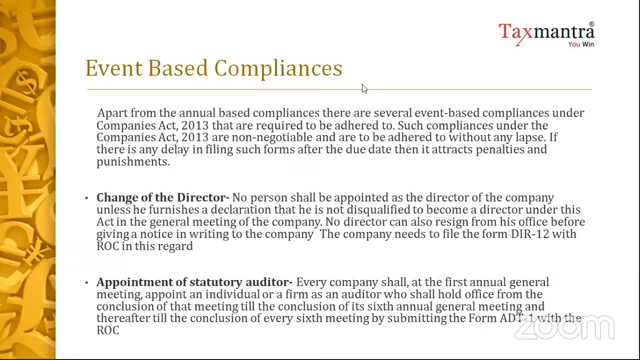 Taxmantra®
You Win
Event Based Compliances
Apart from the annual based compliances there are several event-based compliances under
Companies Act, 2013 that are required to be adhered to. Such compliances under the
Companies Act, 2013 are non-negotiable and are to be adhered to without any lapse. If
there is any delay in filing such forms after the due date then it attracts penalties and
punishments.
• Change of the Director- No person shall be appointed as the director of the company
unless he furnishes a declaration that he is not disqualified to become a director under this
Act in the general meeting of the company. No director can also resign from his office before
giving a notice in writing to the company The company needs to file the form DIR-12 with
ROC in this regard
• Appointment of statutory auditor- Every company shall, at the first annual general
meeting, appoint an individual or a firm as an auditor who shall hold office from the
conclusion of that meeting till the conclusion of its sixth annual general meeting and
thereafter till the conclusion of every sixth meeting by submitting the Form ADT-1 with the
ROC
zoom